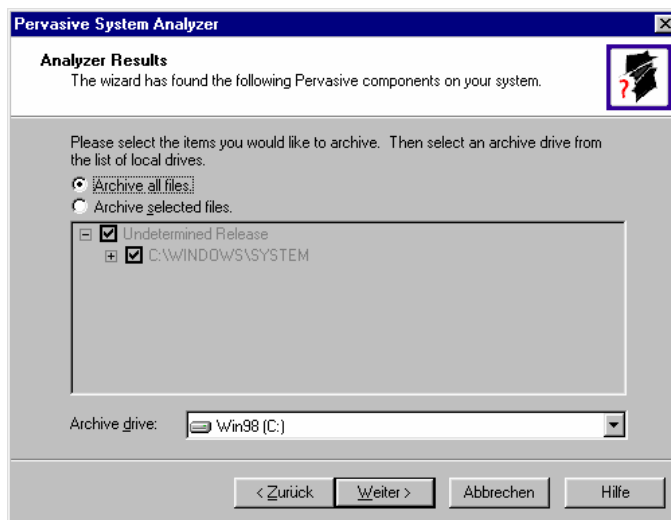 Pervasive System Analyzer
Analyzer Results
The wizard has found the following Pervasive components on your system.
?
Please select the items you would like to archive. Then select an archive drive from
the list of local drives.
Archive all files.
Archive selected files.
Undetermined Release
C:\WINDOWS\SYSTEM
Archive drive:
Win98 (C:)
< Zurück
Weiter >
Abbrechen
Hilfe